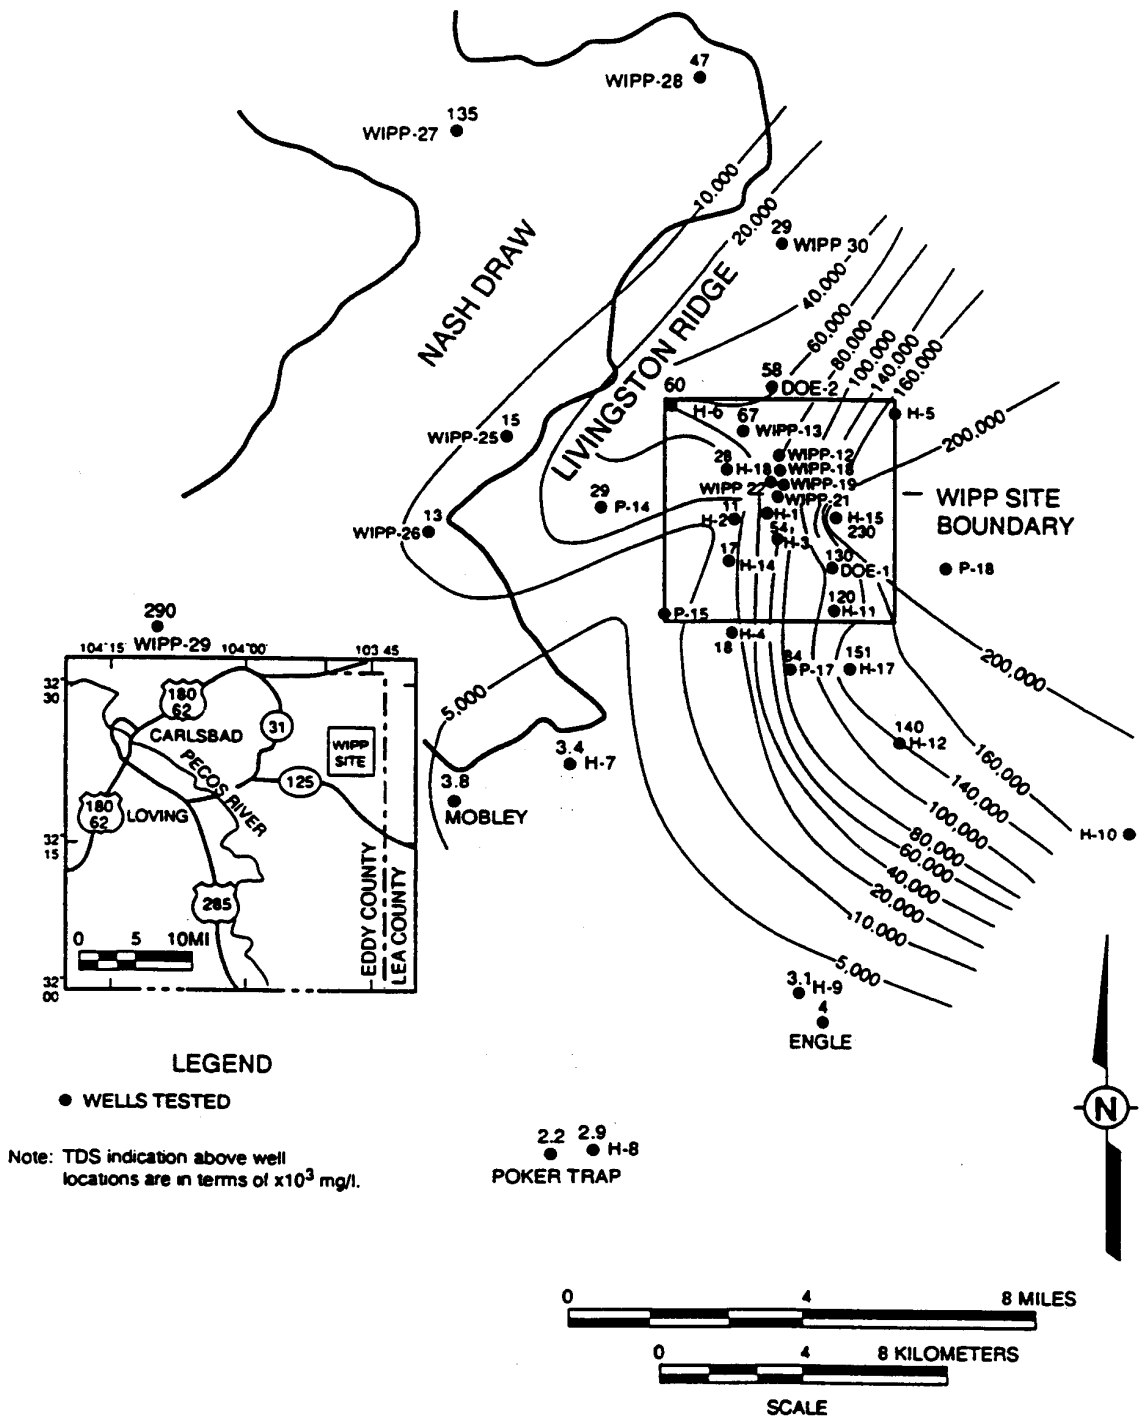 47
WIPP-28
135
WIPP-27
10.000
20.000
29
WIPP 30
NASH DRAW
LIVINGSTON RIDGE
40.000
60.000
80.000
100.000
140.000
160.000
200.000
58
DOE-2
60
H-6
H-5
67
WIPP-13
15
WIPP-25
WIPP-12
28
H-18
WIPP-18
WIPP 22
WIPP-19
WIPP-21
29
P-14
WIPP SITE
BOUNDARY
11
H-2
H-1
H-15
230
13
WIPP-26
54
H-3
17
H-14
130
DOE-1
P-18
120
H-11
P-15
290
WIPP-29
18
H-4
84
P-17
151
H-17
200,000
5,000
140
H-12
160.000
3.4
H-7
3.8
MOBLEY
140,000
100,000
80,000
60,000
40,000
20,000
10.000
5,000
H-10
3.1
H-9
4
ENGLE
104°15'
104°00'
103 45
32
30
32
15
32
00
180
62
CARLSBAD
31
WIPP
SITE
PECOS RIVER
125
180
62
LOVING
285
EDDY COUNTY
LEA COUNTY
0 5 10MI
LEGEND
WELLS TESTED
Note: TDS indication above well
locations are in terms of x10³ mg/l.
2.2
2.9
H-8
POKER TRAP
N
0 4 8 MILES
0 4 8 KILOMETERS
SCALE